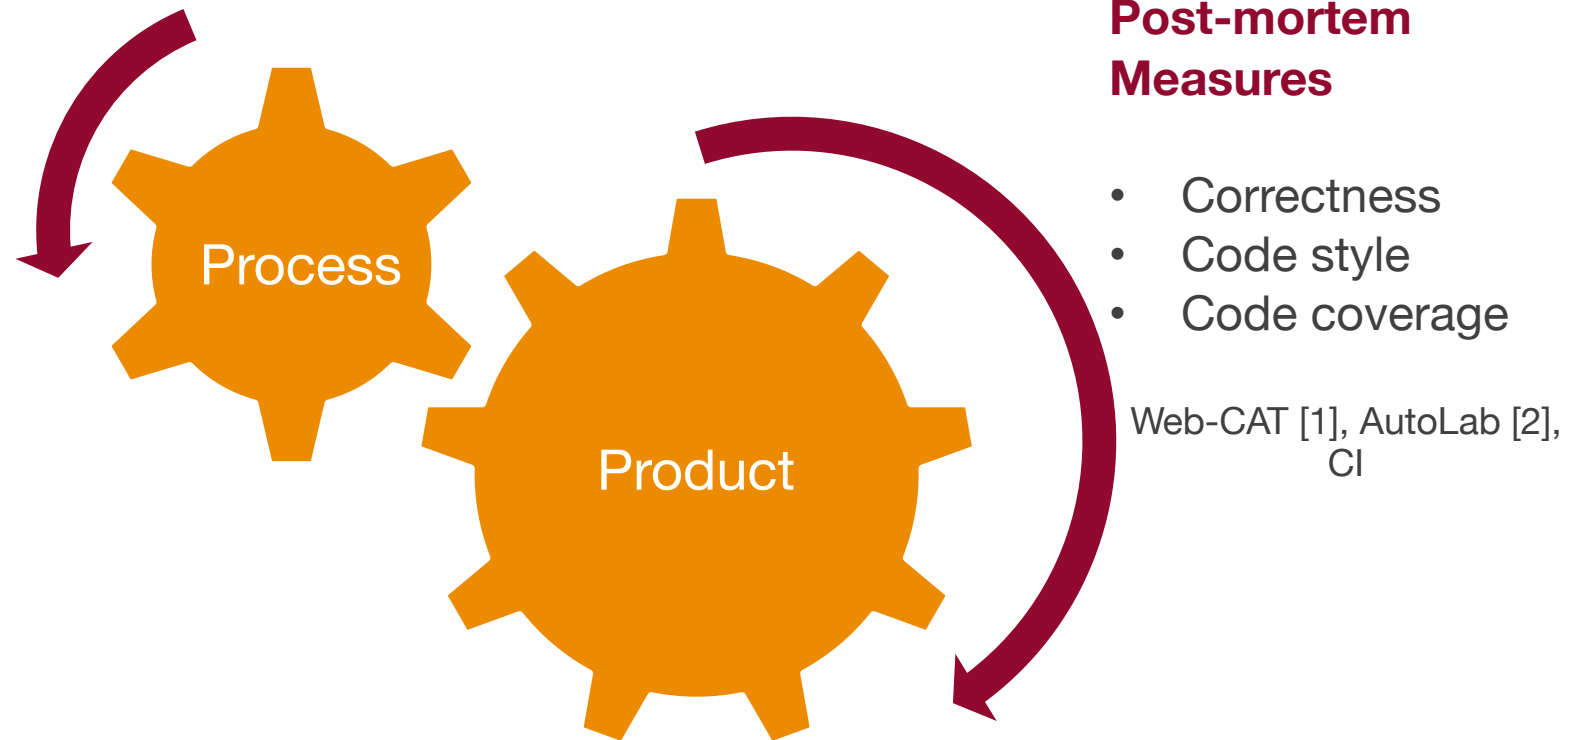 Post-mortem
Measures
• Correctness
• Code style
• Code coverage
Web-CAT [1], AutoLab [2],
CI
Process
Product